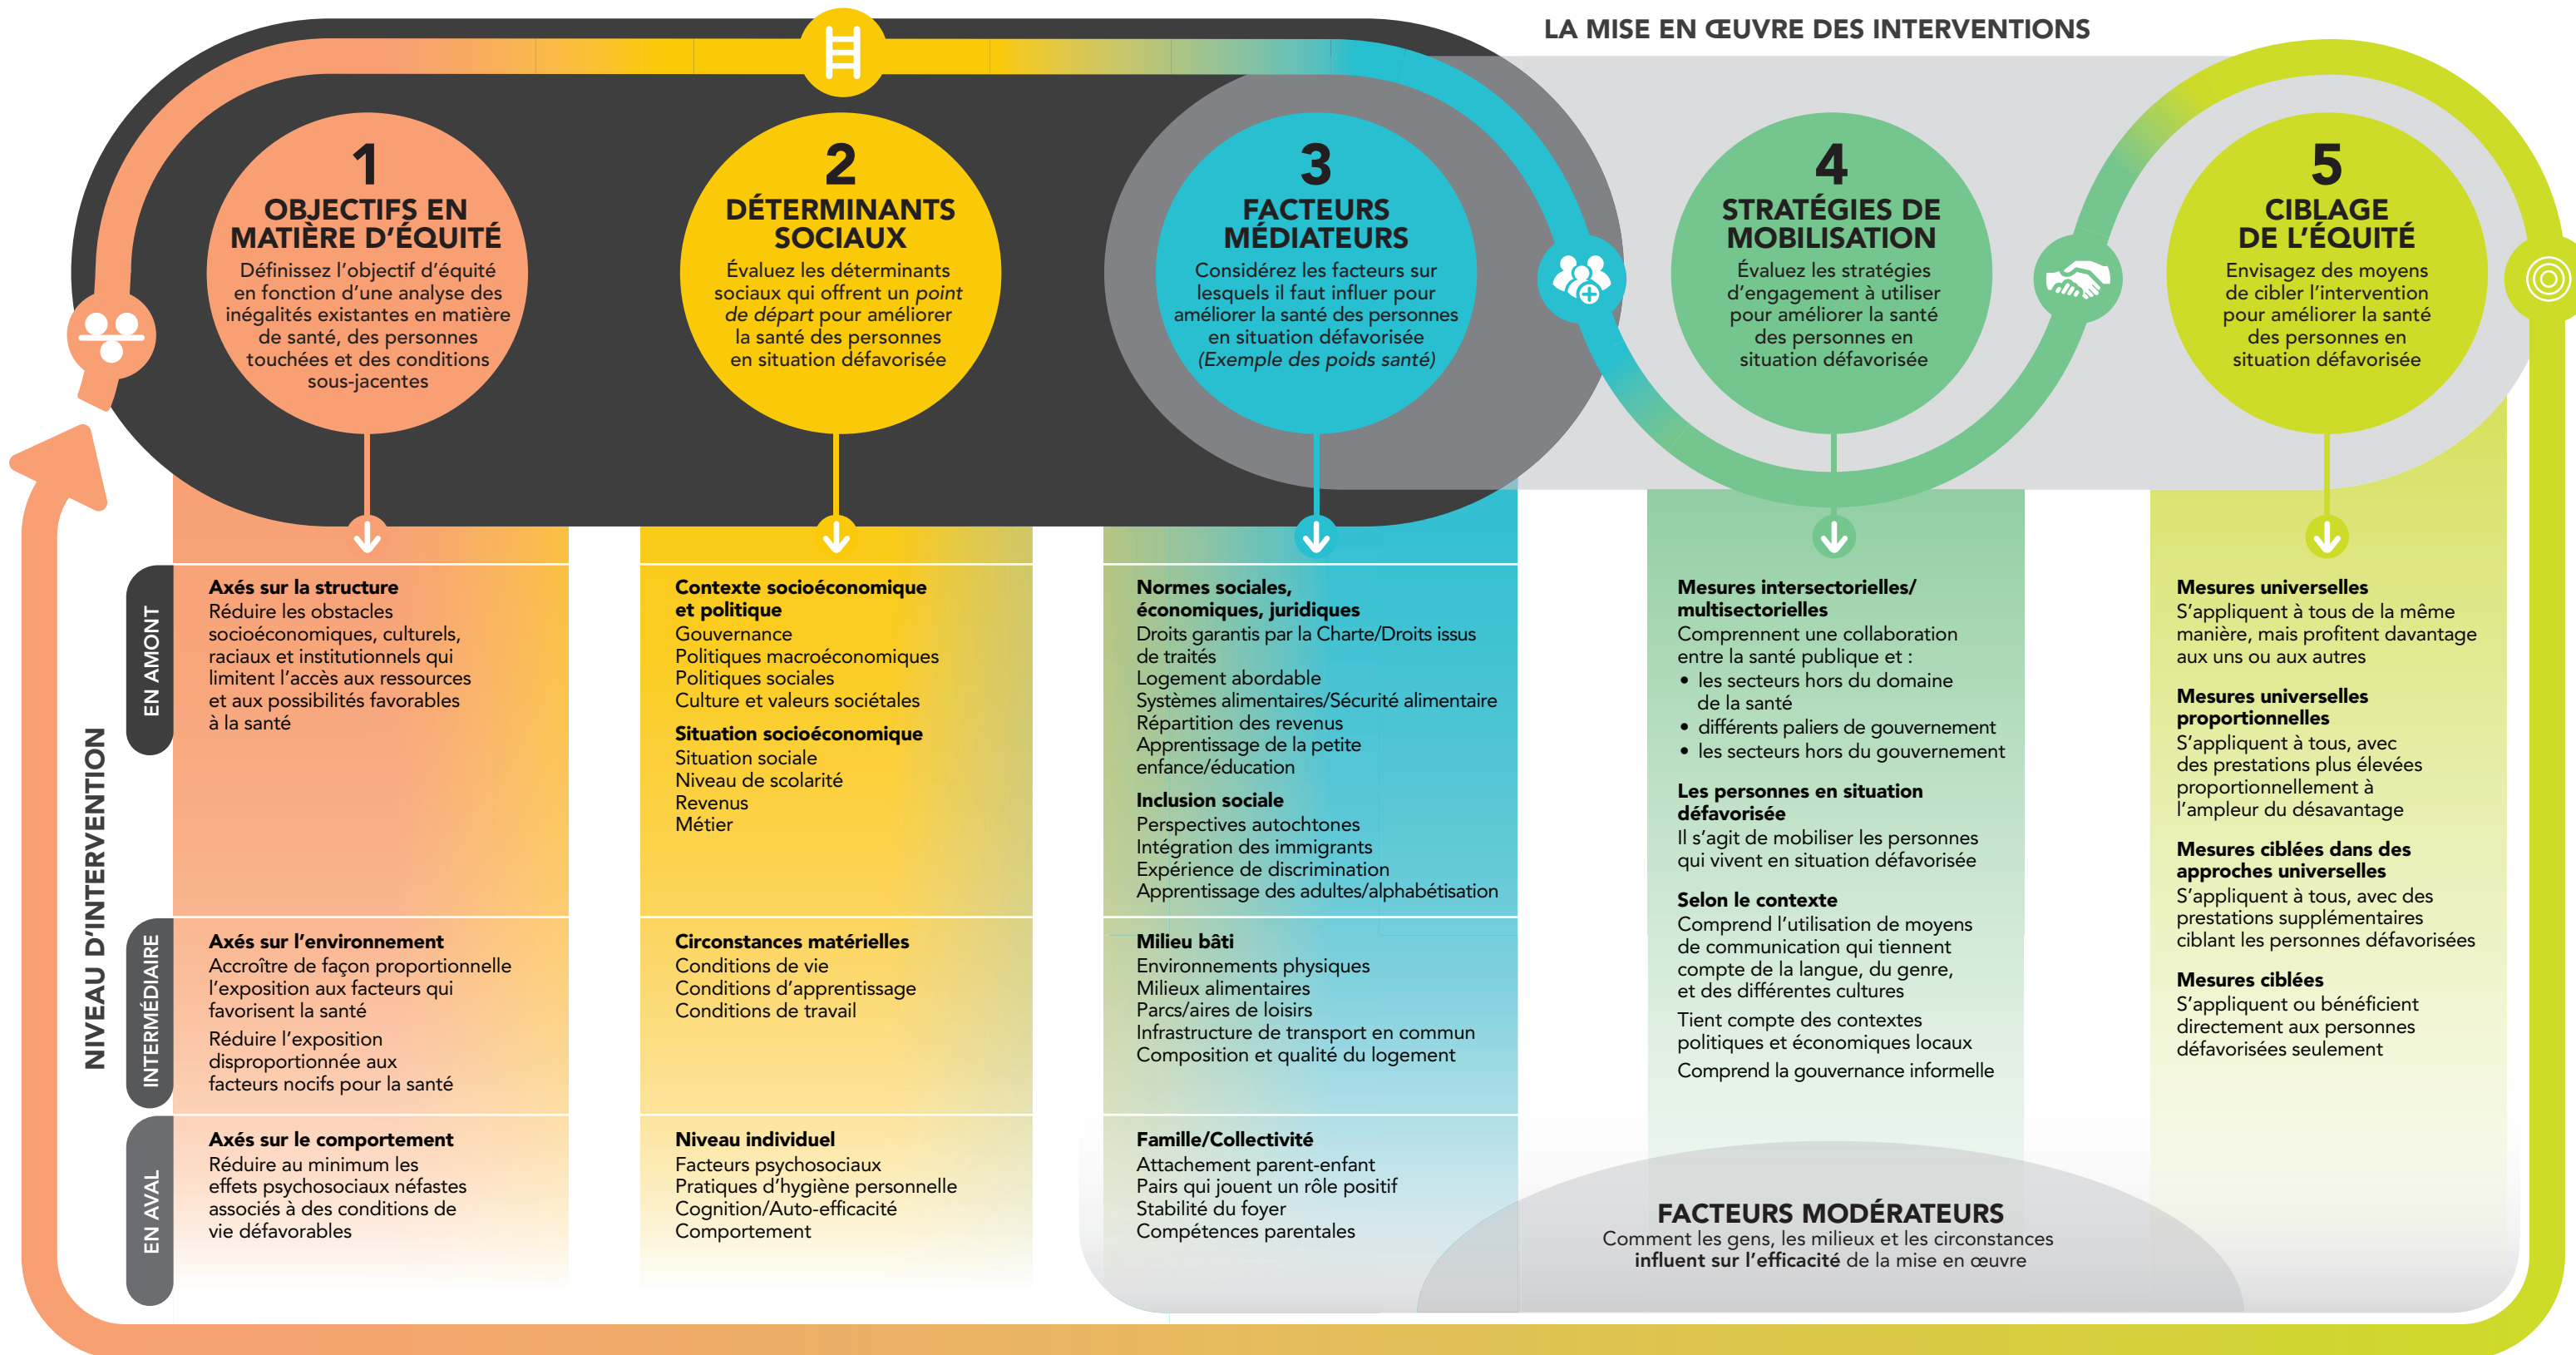 LA MISE EN ŒUVRE DES INTERVENTIONS
1
OBJECTIFS EN
MATIÈRE D’ÉQUITÉ
Définissez l’objectif d’équité
en fonction d’une analyse des
inégalités existantes en matière
de santé, des personnes
touchées et des conditions
sous-jacentes
2
DÉTERMINANTS
SOCIAUX
Évaluez les déterminants
sociaux qui offrent un point
de départ pour améliorer
la santé des personnes
en situation défavorisée
3
FACTEURS
MÉDIATEURS
Considérez les facteurs sur
lesquels il faut influer pour
améliorer la santé des personnes
en situation défavorisée
(Exemple des poids santé)
4
STRATÉGIES DE
MOBILISATION
Évaluez les stratégies
d’engagement à utiliser
pour améliorer la santé
des personnes en
situation défavorisée
5
CIBLAGE
DE L’ÉQUITÉ
Envisagez des moyens
de cibler l’intervention
pour améliorer la santé
des personnes en
situation défavorisée
NIVEAU D’INTERVENTION
EN AMONT
INTERMÉDIAIRE
EN AVAL
Axés sur la structure
Réduire les obstacles
socioéconomiques, culturels,
raciaux et institutionnels qui
limitent l’accès aux ressources
et aux possibilités favorables
à la santé
Axés sur l’environnement
Accroître de façon proportionnelle
l’exposition aux facteurs qui
favorisent la santé
Réduire l’exposition
disproportionnée aux
facteurs nocifs pour la santé
Axés sur le comportement
Réduire au minimum les
effets psychosociaux néfastes
associés à des conditions de
vie défavorables
Contexte socioéconomique
et politique
Gouvernance
Politiques macroéconomiques
Politiques sociales
Culture et valeurs sociétales
Situation socioéconomique
Situation sociale
Niveau de scolarité
Revenus
Métier
Circonstances matérielles
Conditions de vie
Conditions d’apprentissage
Conditions de travail
Niveau individuel
Facteurs psychosociaux
Pratiques d’hygiène personnelle
Cognition/Auto-efficacité
Comportement
Normes sociales,
économiques, juridiques
Droits garantis par la Charte/Droits issus
de traités
Logement abordable
Systèmes alimentaires/Sécurité alimentaire
Répartition des revenus
Apprentissage de la petite
enfance/éducation
Inclusion sociale
Perspectives autochtones
Intégration des immigrants
Expérience de discrimination
Apprentissage des adultes/alphabétisation
Milieu bâti
Environnements physiques
Milieux alimentaires
Parcs/aires de loisirs
Infrastructure de transport en commun
Composition et qualité du logement
Famille/Collectivité
Attachement parent-enfant
Pairs qui jouent un rôle positif
Stabilité du foyer
Compétences parentales
Mesures intersectorielles/
multisectorielles
Comprennent une collaboration
entre la santé publique et :
• les secteurs hors du domaine
de la santé
• différents paliers de gouvernement
• les secteurs hors du gouvernement
Les personnes en situation
défavorisée
Il s’agit de mobiliser les personnes
qui vivent en situation défavorisée
Selon le contexte
Comprend l’utilisation de moyens
de communication qui tiennent
compte de la langue, du genre,
et des différentes cultures
Tient compte des contextes
politiques et économiques locaux
Comprend la gouvernance informelle
Mesures universelles
S’appliquent à tous de la même
manière, mais profitent davantage
aux uns ou aux autres
Mesures universelles
proportionnelles
S’appliquent à tous, avec
des prestations plus élevées
proportionnellement à
l’ampleur du désavantage
Mesures ciblées dans des
approches universelles
S’appliquent à tous, avec des
prestations supplémentaires
ciblant les personnes défavorisées
Mesures ciblées
S’appliquent ou bénéficient
directement aux personnes
défavorisées seulement
FACTEURS MODÉRATEURS
Comment les gens, les milieux et les circonstances
influent sur l’efficacité de la mise en œuvre